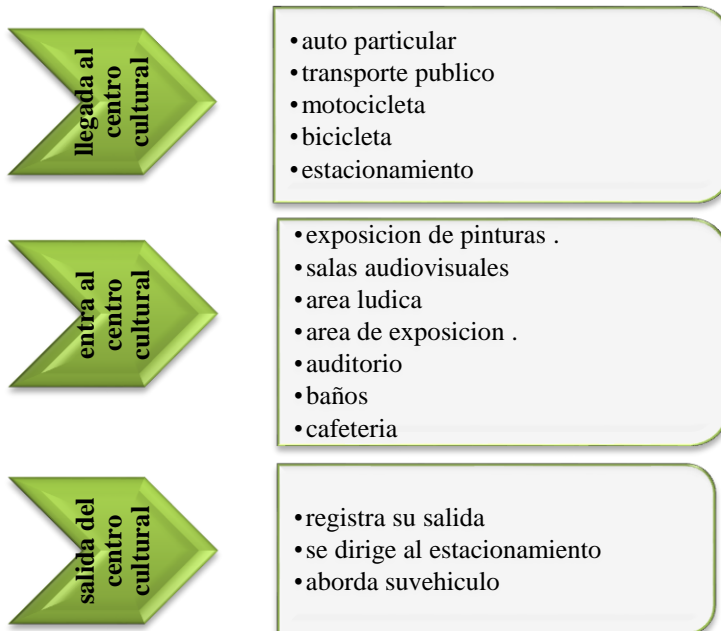 llegada al
centro
cultural
•auto particular
•transporte publico
•motocicleta
•bicicleta
•estacionamiento
entra al
centro
cultural
•exposicion de pinturas .
•salas audiovisuales
•area ludica
•area de exposicion .
•auditorio
•baños
•cafeteria
salida del
centro
cultural
•registra su salida
•se dirige al estacionamiento
•aborda suvehiculo